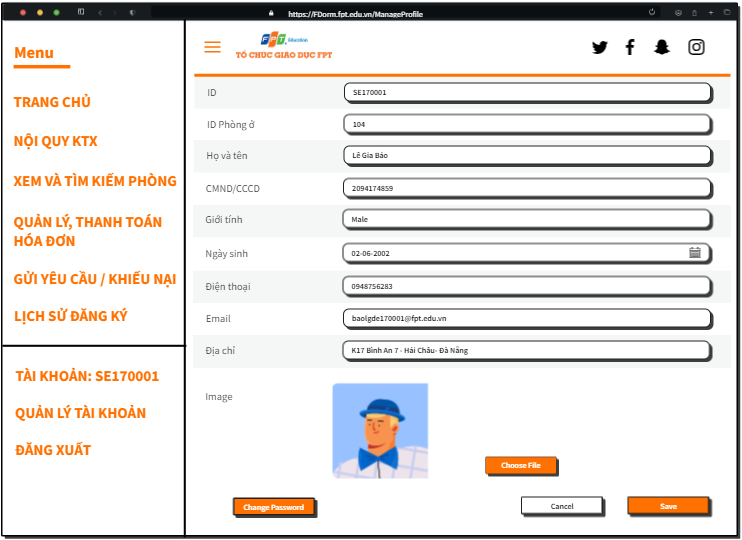 https://FDorm.fpt.edu.vn/ManageProfile
Menu
TRANG CHỦ
NỘI QUY KTX
XEM VÀ TÌM KIẾM PHÒNG
QUẢN LÝ, THANH TOÁN
HÓA ĐƠN
GỬI YÊU CẦU / KHIẾU NẠI
LỊCH SỬ ĐĂNG KÝ
TÀI KHOẢN: SE170001
QUẢN LÝ TÀI KHOẢN
ĐĂNG XUẤT
FPT. Education
TỔ CHỨC GIÁO DỤC FPT
ID SE170001
ID Phòng ở 104
Họ và tên Lê Gia Bảo
CMND/CCCD 2094174859
Giới tính Male
Ngày sinh 02-06-2002
Điện thoại 0948756283
Email baolgde170001@fpt.edu.vn
Địa chỉ K17 Bình An 7 - Hải Châu- Đà Nẵng
Image
Choose File
Change Password Cancel Save